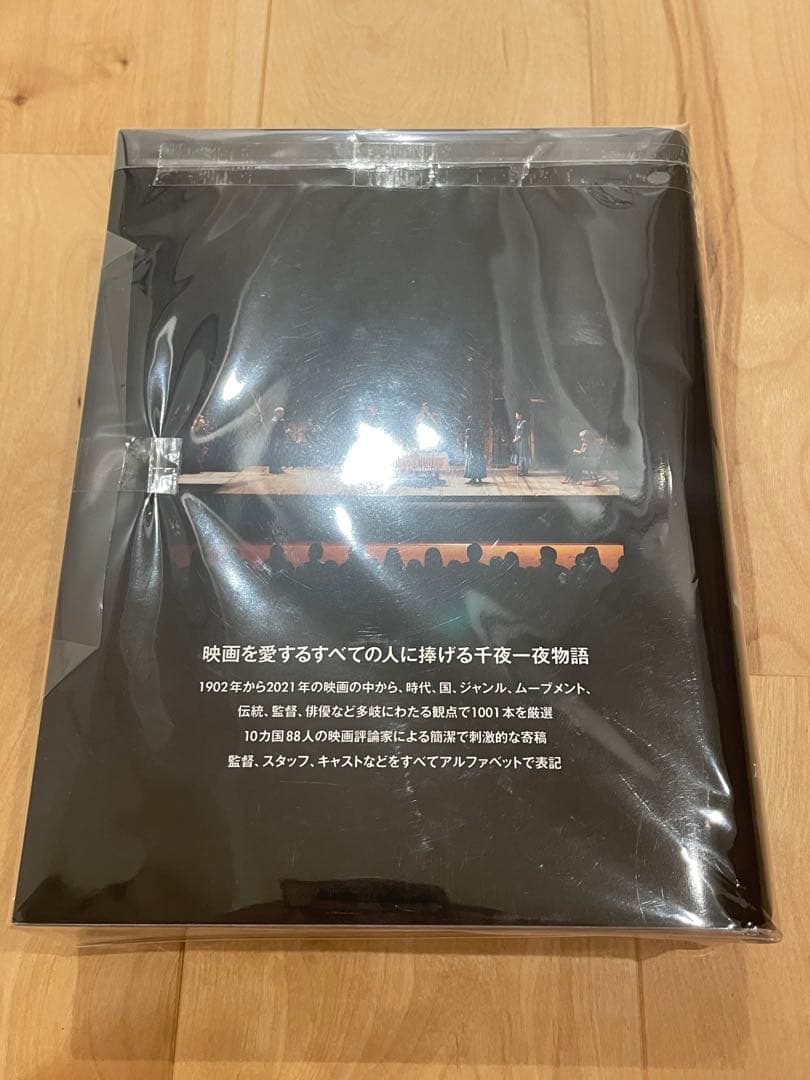 映画を愛するすべての人に捧げる千夜一夜物語
1902年から2021年の映画の中から、時代、国、ジャンル、ムーブメント、
伝統、監督、俳優など多岐にわたる観点で1001本を厳選
10カ国88人の映画評論家による簡潔で刺激的な寄稿
監督、スタッフ、キャストなどをすべてアルファベットで表記